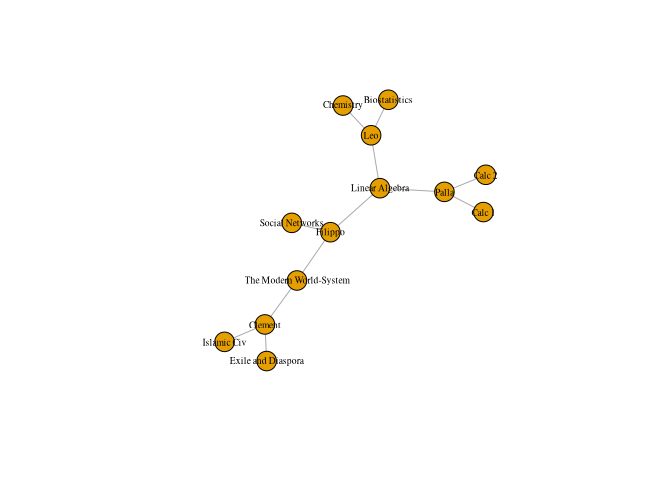 Biostatistics
Chemistry
Leo
Calc 2
Linear Algebra
Palla
Calc 1
Social Networks
Filippo
The Modern World-System
Clement
Islamic Civ
Exile and Diaspora